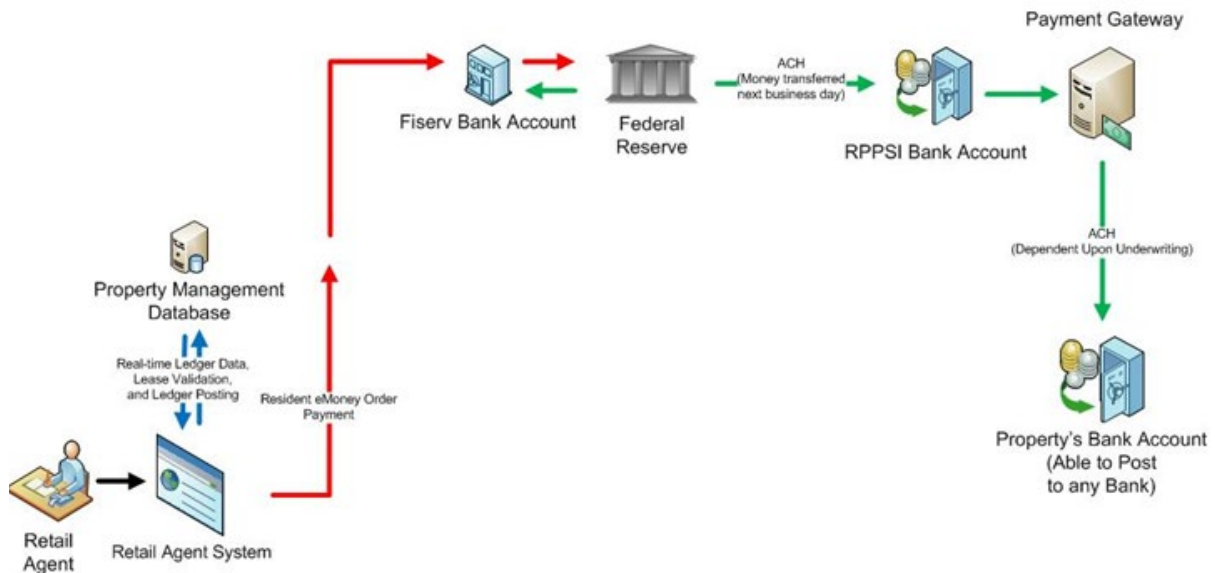 Payment Gateway
Fiserv Bank Account
Federal
Reserve
ACH
(Money transferred
next business day)
RPPSI Bank Account
ACH
(Dependent Upon Underwriting)
Property Management
Database
Real-time Ledger Data,
Lease Validation,
and Ledger Posting
Resident eMoney Order
Payment
Property's Bank Account
(Able to Post
to any Bank)
Retail
Agent
Retail Agent System